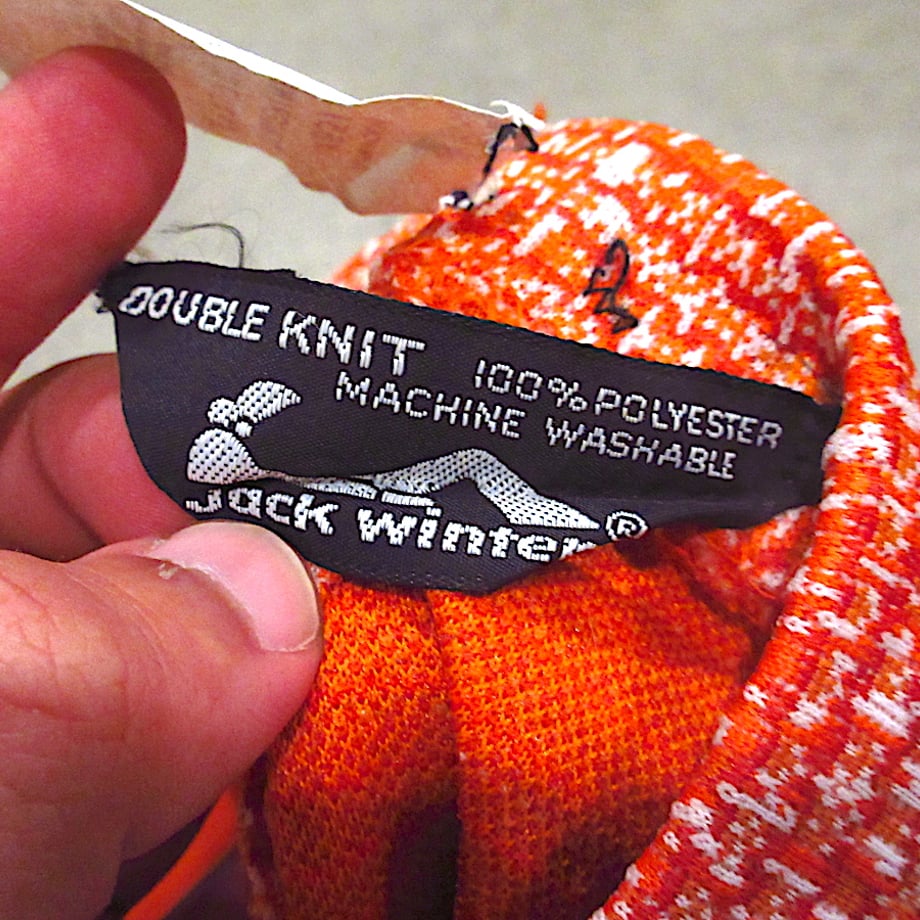 DOUBLE KNIT 100% POLYESTER
MACHINE WASHABLE
Jack Winter®